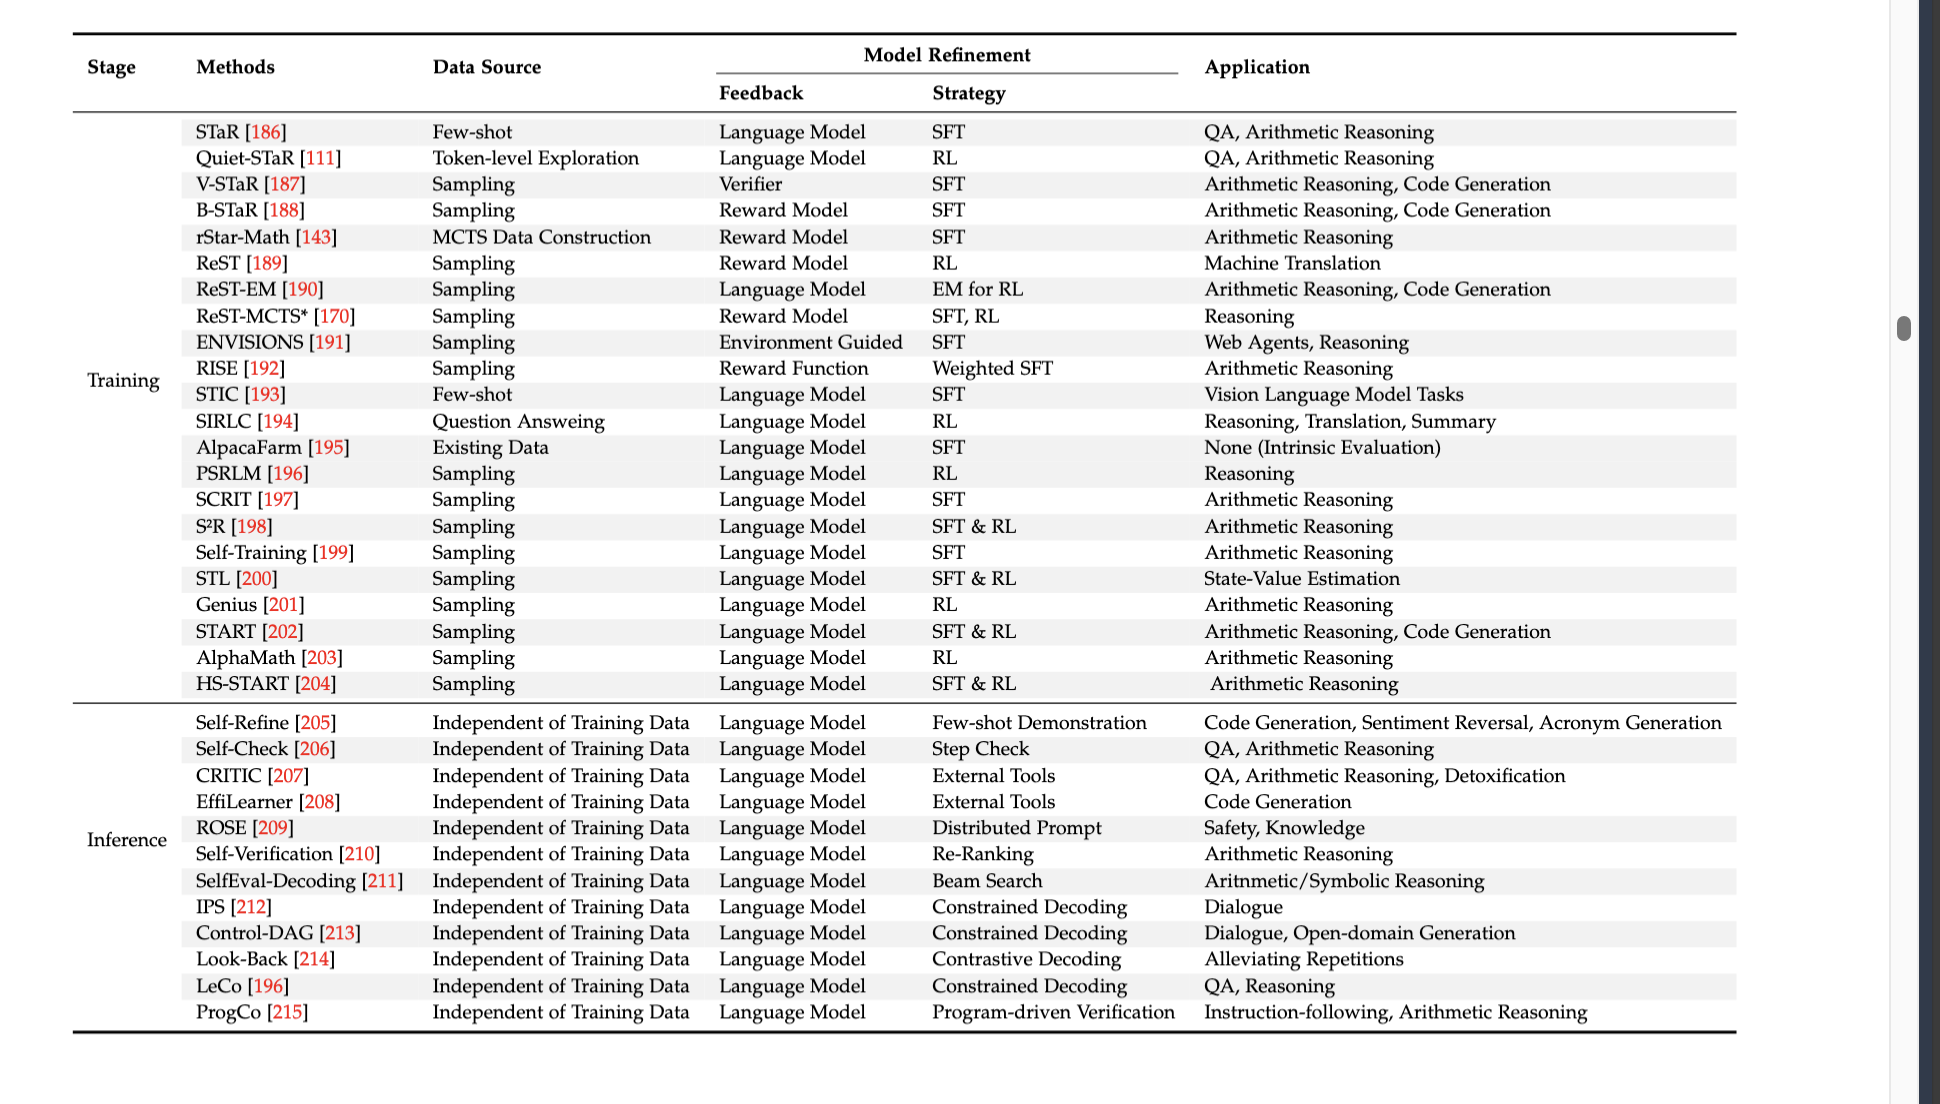 Stage Methods Data Source Model Refinement Application
Feedback Strategy
STaR [186] Few-shot Language Model SFT QA, Arithmetic Reasoning
Quiet-STaR [111] Token-level Exploration Language Model RL QA, Arithmetic Reasoning
V-STaR [187] Sampling Verifier SFT Arithmetic Reasoning, Code Generation
B-STaR [188] Sampling Reward Model SFT Arithmetic Reasoning, Code Generation
rStar-Math [143] MCTS Data Construction Reward Model SFT Arithmetic Reasoning
ReST [189] Sampling Reward Model RL Machine Translation
ReST-EM [190] Sampling Language Model EM for RL Arithmetic Reasoning, Code Generation
ReST-MCTS* [170] Sampling Reward Model SFT, RL Reasoning
ENVISIONS [191] Sampling Environment Guided SFT Web Agents, Reasoning
RISE [192] Sampling Reward Function Weighted SFT Arithmetic Reasoning
Training
STIC [193] Few-shot Language Model SFT Vision Language Model Tasks
SIRLC [194] Question Answeing Language Model RL Reasoning, Translation, Summary
AlpacaFarm [195] Existing Data Language Model SFT None (Intrinsic Evaluation)
PSRLM [196] Sampling Language Model RL Reasoning
SCRIT [197] Sampling Language Model SFT Arithmetic Reasoning
S²R [198] Sampling Language Model SFT & RL Arithmetic Reasoning
Self-Training [199] Sampling Language Model SFT Arithmetic Reasoning
STL [200] Sampling Language Model SFT & RL State-Value Estimation
Genius [201] Sampling Language Model RL Arithmetic Reasoning
START [202] Sampling Language Model SFT & RL Arithmetic Reasoning, Code Generation
AlphaMath [203] Sampling Language Model RL Arithmetic Reasoning
HS-START [204] Sampling Language Model SFT & RL Arithmetic Reasoning
Self-Refine [205] Independent of Training Data Language Model Few-shot Demonstration Code Generation, Sentiment Reversal, Acronym Generation
Self-Check [206] Independent of Training Data Language Model Step Check QA, Arithmetic Reasoning
CRITIC [207] Independent of Training Data Language Model External Tools QA, Arithmetic Reasoning, Detoxification
EffiLearner [208] Independent of Training Data Language Model External Tools Code Generation
ROSE [209] Independent of Training Data Language Model Distributed Prompt Safety, Knowledge
Inference
Self-Verification [210] Independent of Training Data Language Model Re-Ranking Arithmetic Reasoning
SelfEval-Decoding [211] Independent of Training Data Language Model Beam Search Aritnmetic/Symbolic Reasoning
IPS [212] Independent of Training Data Language Model Constrained Decoding Dialogue
Control-DAG [213] Independent of Training Data Language Model Constrained Decoding Dialogue, Open-domain Generation
Look-Back [214] Independent of Training Data Language Model Contrastive Decoding Alleviating Repetitions
LeCo [196] Independent of Training Data Language Model Constrained Decoding QA, Reasoning
ProgCo [215] Independent of Training Data Language Model Program-driven Verification Instruction-following, Arithmetic Reasoning